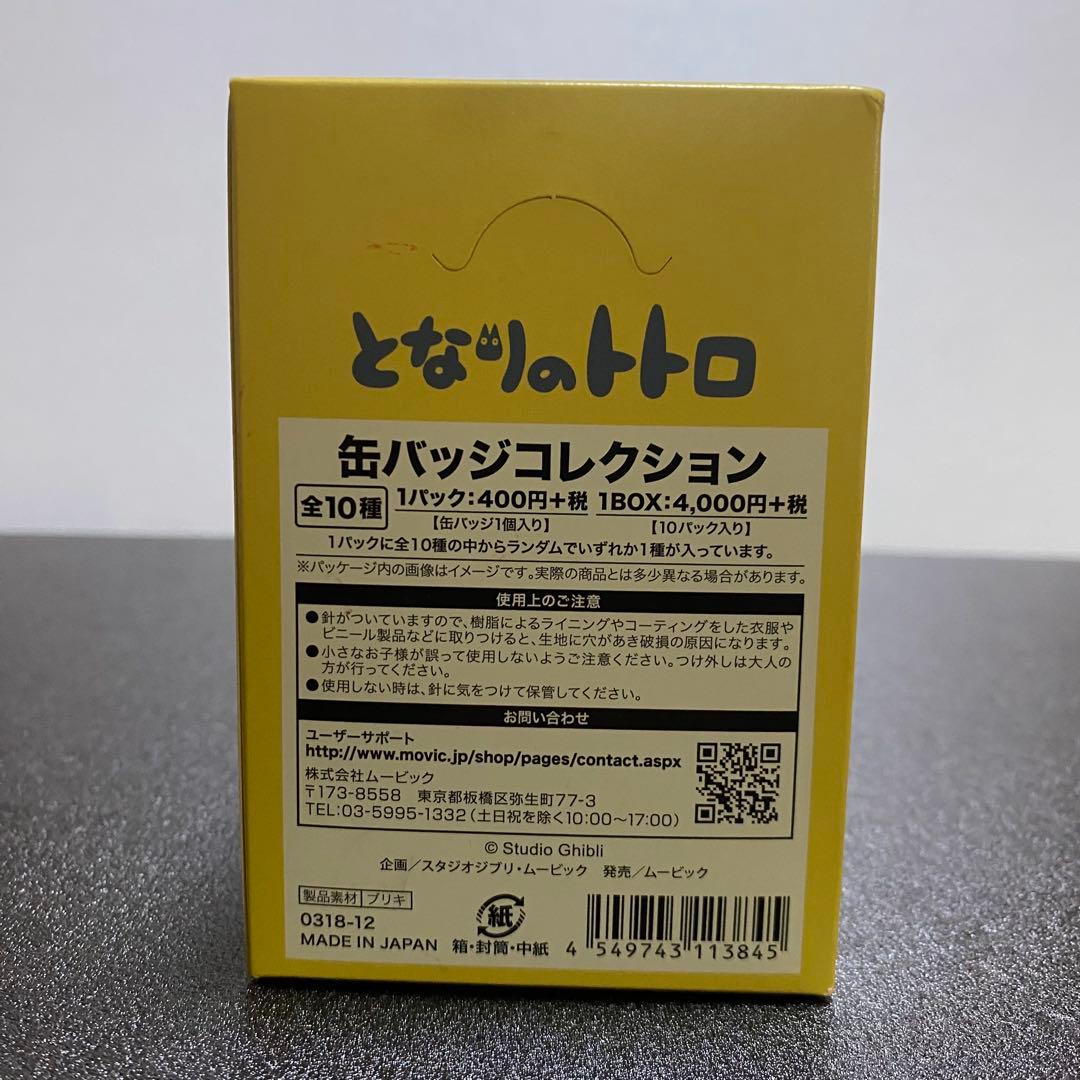 となりのトトロ
缶バッジコレクション
全10種 1パック：400円+税 1BOX：4,000円+税
【缶バッジ1個入り】 【10パック入り】
1パックに全10種の中からランダムでいずれか1種が入っています。
※パッケージ内の画像はイメージです。実際の商品とは多少異なる場合があります。
使用上のご注意
●針がついていますので、樹脂によるライニングやコーティングをした衣服や
ビニール製品などに取りつけると、生地に穴があき破損の原因になります。
●小さなお子様が誤って使用しないようご注意ください。つけ外しは大人の
方が行ってください。
●使用しない時は、針に気をつけて保管してください。
お問い合わせ
ユーザーサポート
http://www.movic.jp/shop/pages/contact.aspx
株式会社ムービック
〒173-8558 東京都板橋区弥生町77-3
TEL:03-5995-1332（土日祝を除く10:00～17:00）
© Studio Ghibli
企画／スタジオジブリ・ムービック 発売／ムービック
製品素材 ブリキ
0318-12
MADE IN JAPAN
紙
箱・封筒・中紙
4 549743 113845